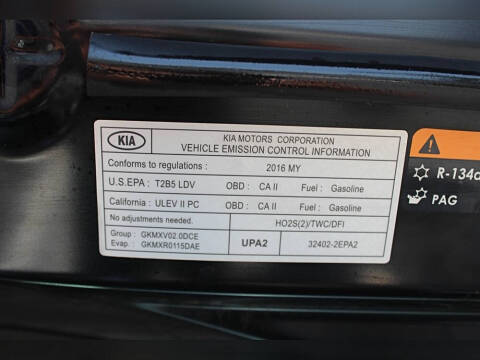 KIA
KIA MOTORS CORPORATION
VEHICLE EMISSION CONTROL INFORMATION
Conforms to regulations : 2016 MY
U.S.EPA : T2B5 LDV OBD : CA II Fuel : Gasoline
California : ULEV II PC OBD : CA II Fuel : Gasoline
No adjustments needed. HO2S(2)/TWC/DFI
Group : GKMXV02.0DCE
Evap. : GKMXR0115DAE
UPA2 32402-2EPA2
R-134a
PAG